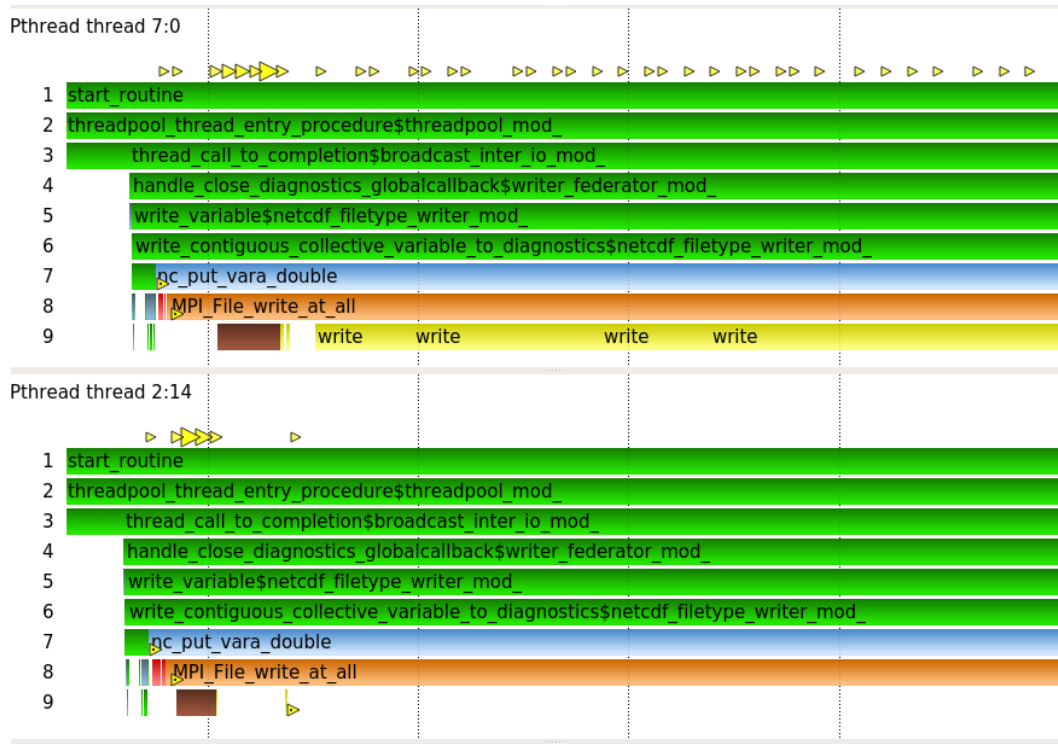 Pthread thread 7:0
1 start_routine
2 threadpool_thread_entry_procedure$threadpool_mod_
3 thread_call_to_completion$broadcast_inter_io_mod_
4 handle_close_diagnostics_globalcallback$writer_federator_mod_
5 write_variable$netcdf_filetype_writer_mod_
6 write_contiguous_collective_variable_to_diagnostics$netcdf_filetype_writer_mod_
7 nc_put_vara_double
8 MPI_File_write_at_all
9 write write write write
Pthread thread 2:14
1 start_routine
2 threadpool_thread_entry_procedure$threadpool_mod_
3 thread_call_to_completion$broadcast_inter_io_mod_
4 handle_close_diagnostics_globalcallback$writer_federator_mod_
5 write_variable$netcdf_filetype_writer_mod_
6 write_contiguous_collective_variable_to_diagnostics$netcdf_filetype_writer_mod_
7 nc_put_vara_double
8 MPI_File_write_at_all
9